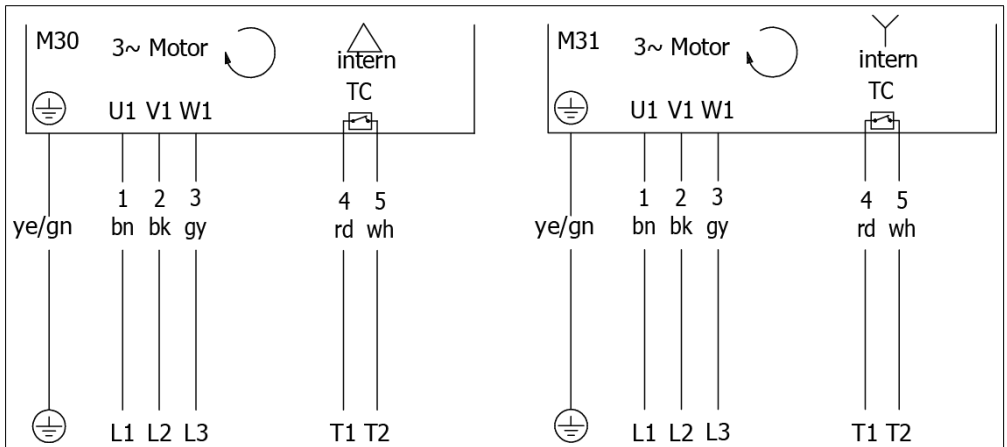 M30 3~ Motor intern
TC
U1 V1 W1
1 2 3 4 5
ye/gn bn bk gy rd wh
L1 L2 L3 T1 T2
M31 3~ Motor intern
TC
U1 V1 W1
1 2 3 4 5
ye/gn bn bk gy rd wh
L1 L2 L3 T1 T2